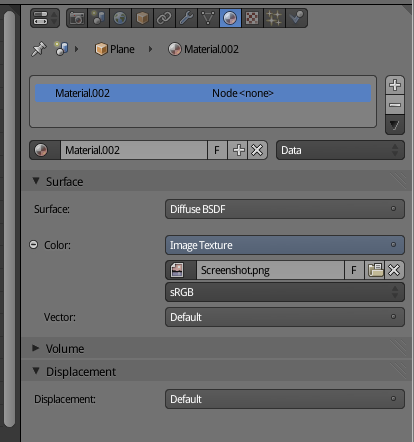 Plane Material.002
Material.002 Node <none>
Material.002 F Data
Surface
Surface: Diffuse BSDF
Color: Image Texture
Screenshot.png F
sRGB
Vector: Default
Volume
Displacement
Displacement: Default